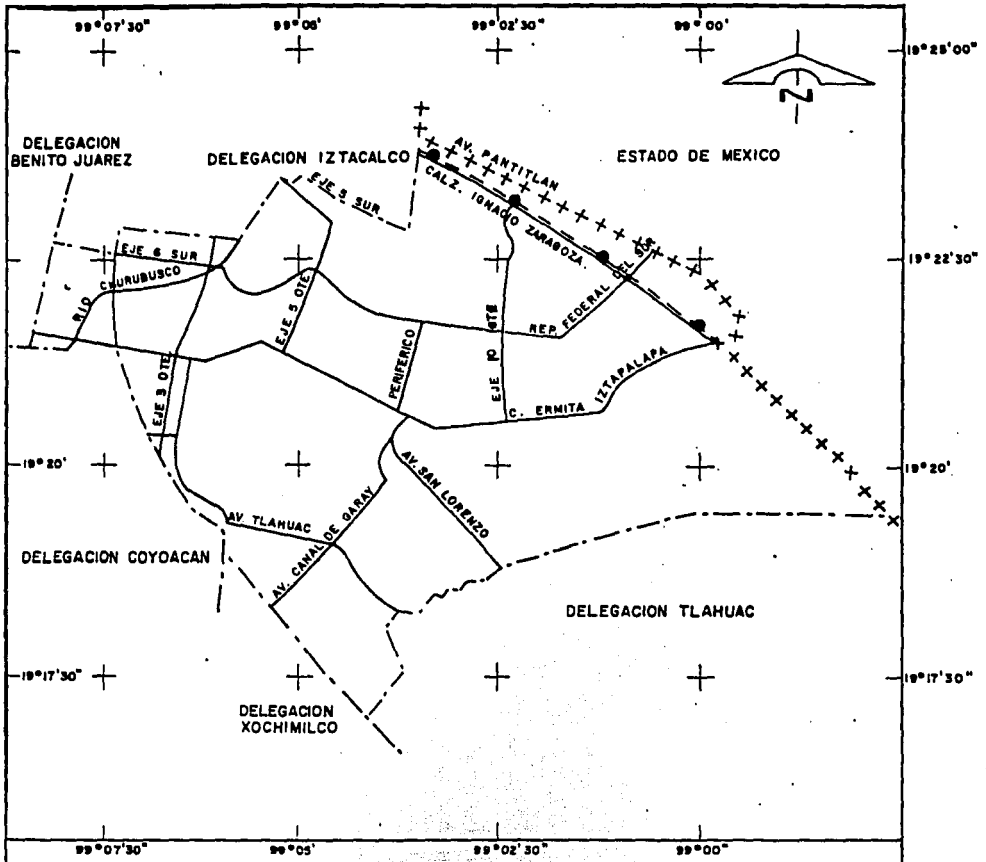 99°07'30"
99°05'
99°02'30"
99°00'
19°25'00"
N
DELEGACION
BENITO JUAREZ
DELEGACION IZTACALCO
AV. PANTITLAN
ESTADO DE MEXICO
EJE 5 SUR
CALZ. IGNACIO ZARAGOZA.
EJE 6 SUR
RIO CHURUBUSCO
19°22'30"
EJE 5 OTE.
REP. FEDERAL DEL SUR
PERIFERICO
EJE 10 OTE
EJE 3 OTE.
C. ERMITA IZTAPALAPA
19°20'
AV. SAN LORENZO
AV. CANAL DE GARAY
AV TLAHUAC
DELEGACION COYOACAN
DELEGACION TLAHUAC
19°17'30"
19°17'30"
DELEGACION
XOCHIMILCO
99°07'30"
99°05'
99°02'30"
99°00'